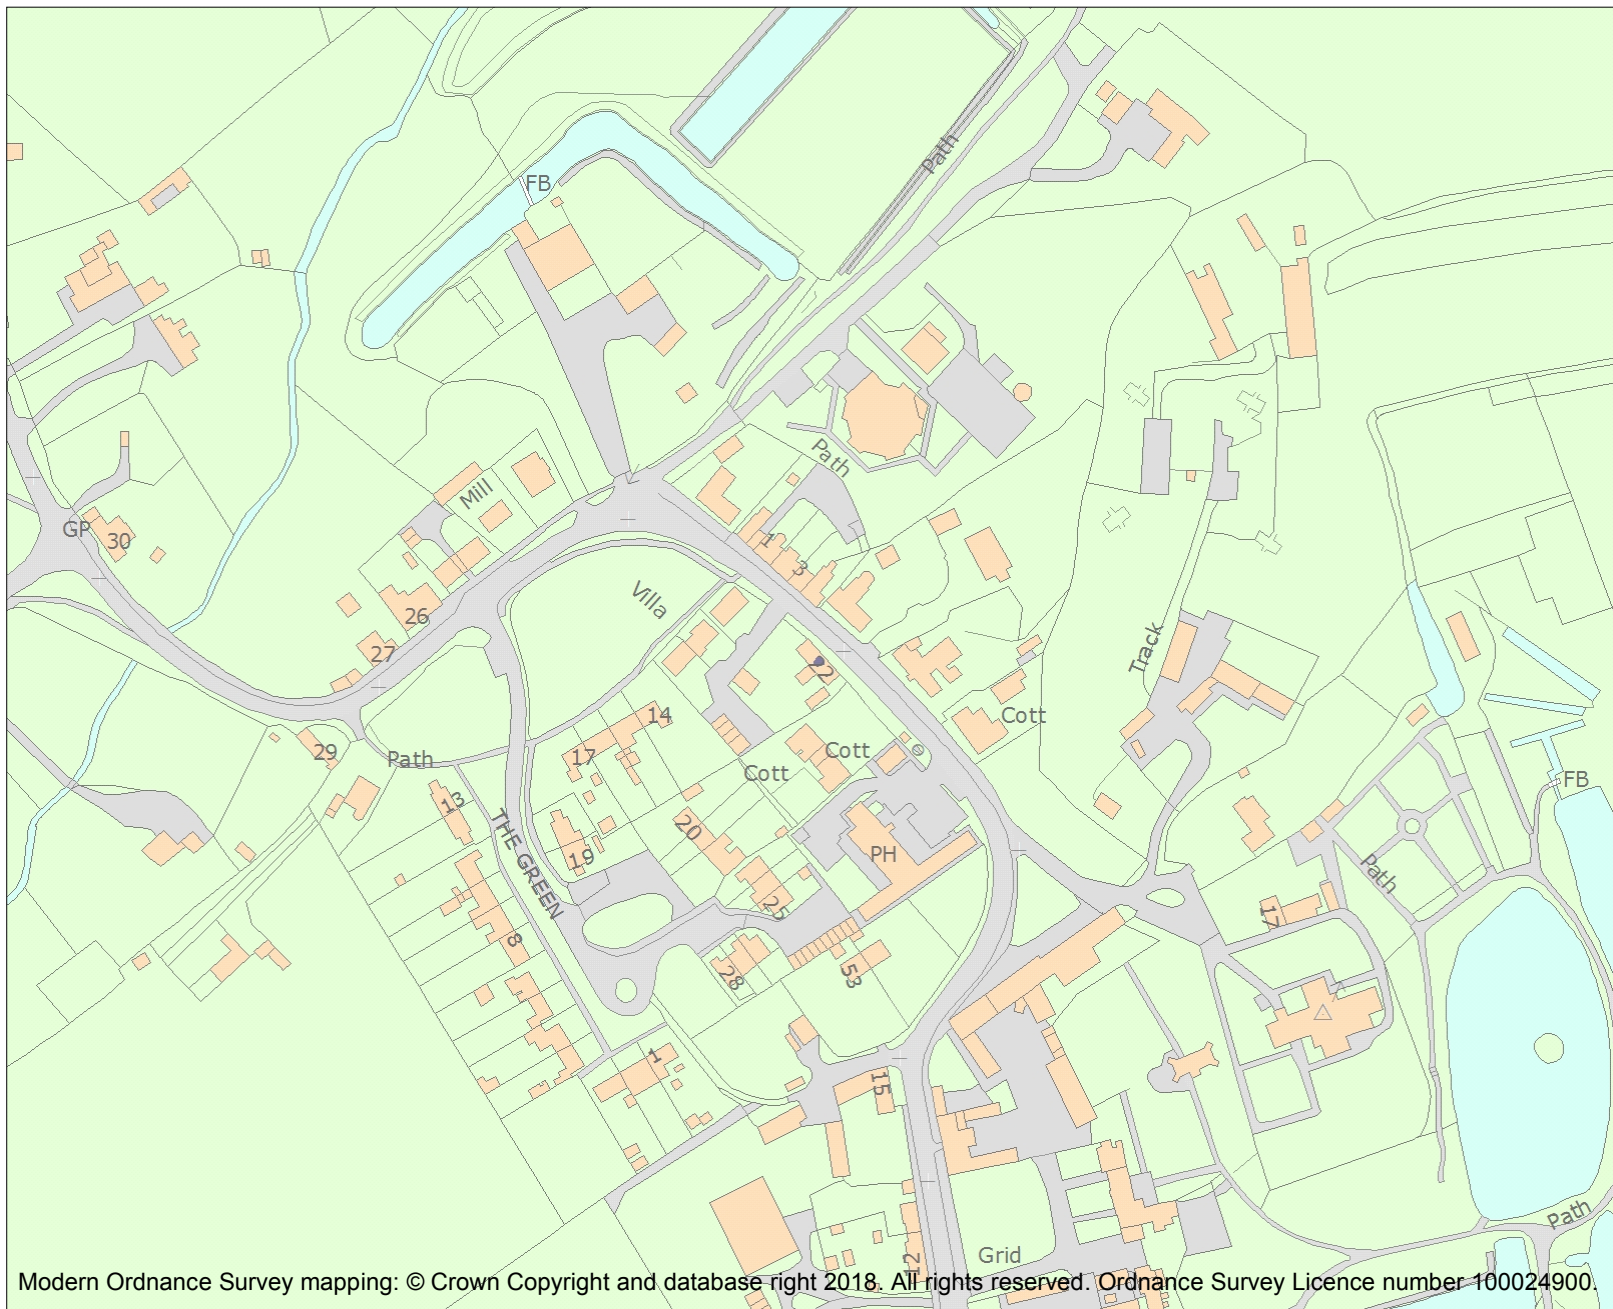 FB
Path
Path
Mill
GP
30
1
3
Villa
26
27
22
Track
14
Cott
17
29
Path
Cott
Cott
FB
13
20
THE GREEN
19
PH
Path
25
17
8
28
53
1
15
Path
Grid
12
Modern Ordnance Survey mapping: © Crown Copyright and database right 2018. All rights reserved. Ordnance Survey Licence number 100024900.